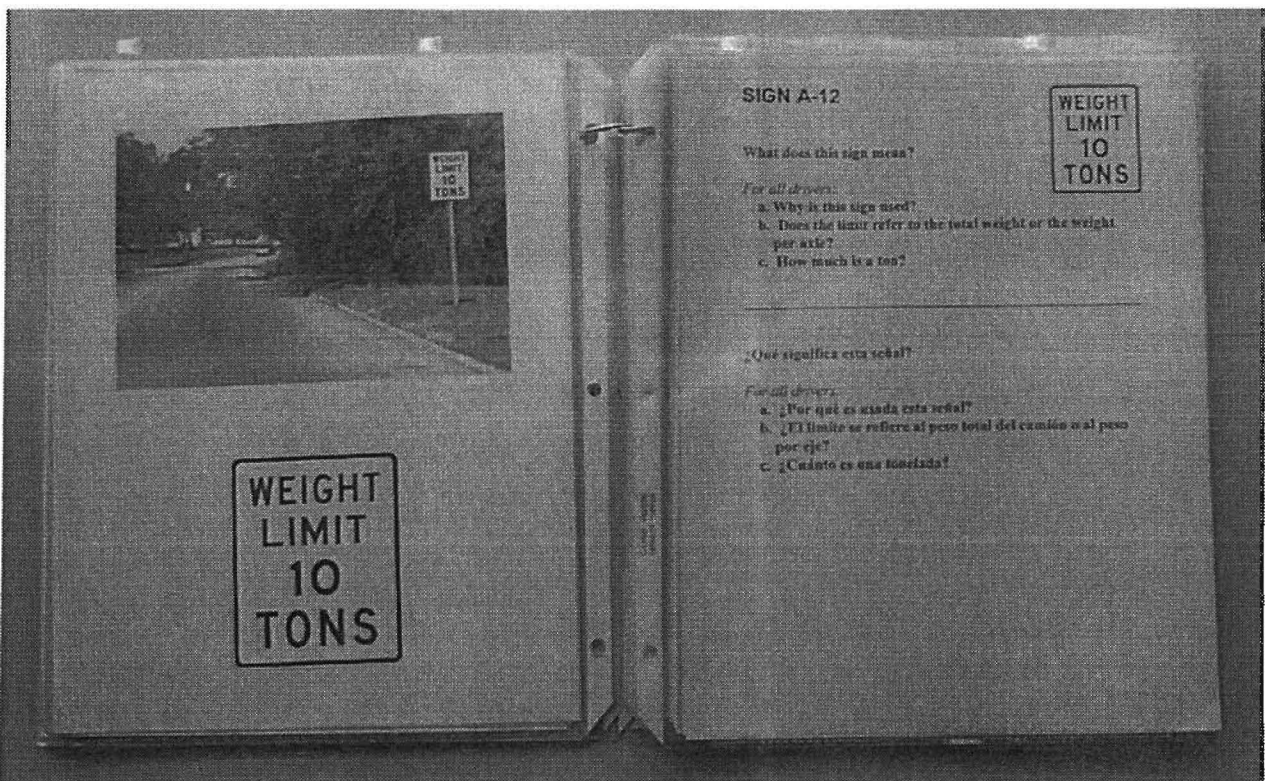 WEIGHT
LIMIT
10
TONS
WEIGHT
LIMIT
10
TONS
SIGN A-12
WEIGHT
LIMIT
10
TONS
What does this sign mean?
For all drivers:
a. Why is this sign used?
b. Does the limit refer to the total weight or the weight
per axle?
c. How much is a ton?
¿Qué significa esta señal?
For all drivers:
a. ¿Por qué es usada esta señal?
b. ¿El límite se refiere al peso total del camión o al peso
por eje?
c. ¿Cuánto es una tonelada?